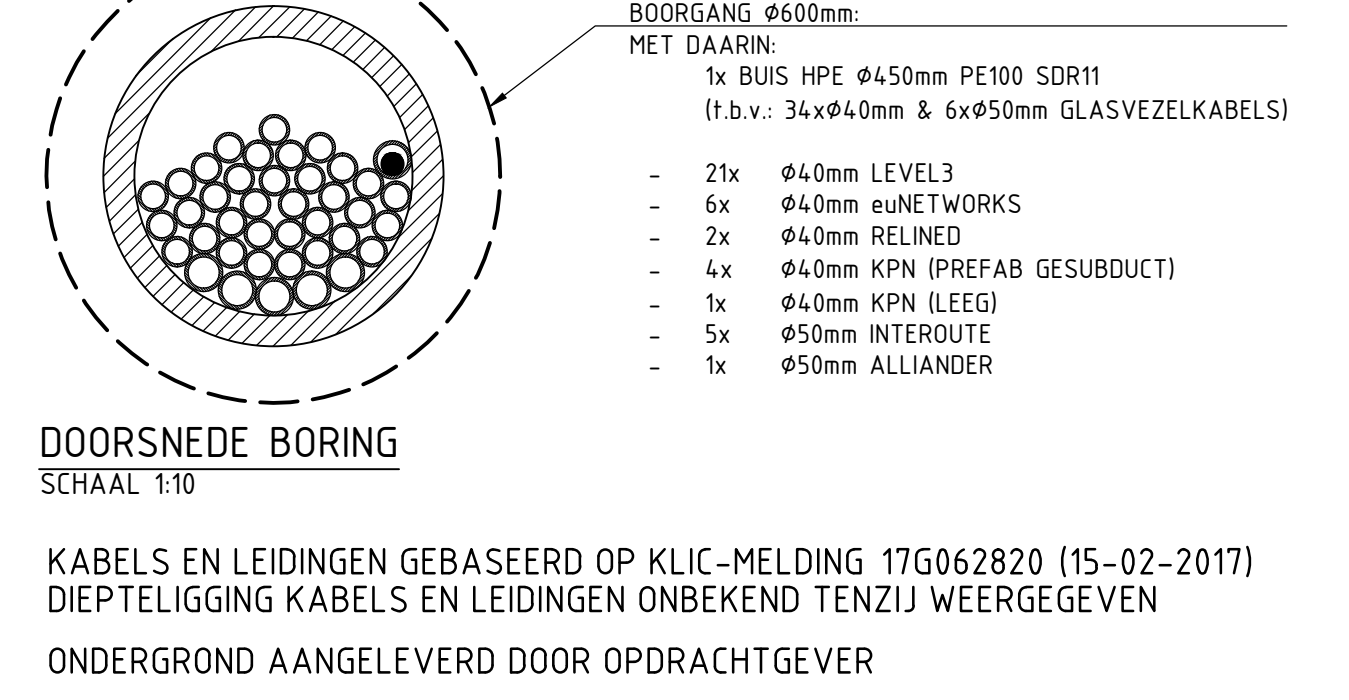 BOORGANG Ø600mm:
MET DAARIN:
1x BUIS HPE Ø450mm PE100 SDR11
(t.b.v.: 34xØ40mm & 6xØ50mm GLASVEZELKABELS)
- 21x Ø40mm LEVEL3
- 6x Ø40mm euNETWORKS
- 2x Ø40mm RELINED
- 4x Ø40mm KPN (PREFAB GESUBDUCT)
- 1x Ø40mm KPN (LEEG)
- 5x Ø50mm INTEROUTE
- 1x Ø50mm ALLIANDER
DOORSNEDE BORING
SCHAAL 1:10
KABELS EN LEIDINGEN GEBASEERD OP KLIC-MELDING 17G062820 (15-02-2017)
DIEPTELIGGING KABELS EN LEIDINGEN ONBEKEND TENZIJ WEERGEGEVEN
ONDERGROND AANGELEVERD DOOR OPDRACHTGEVER